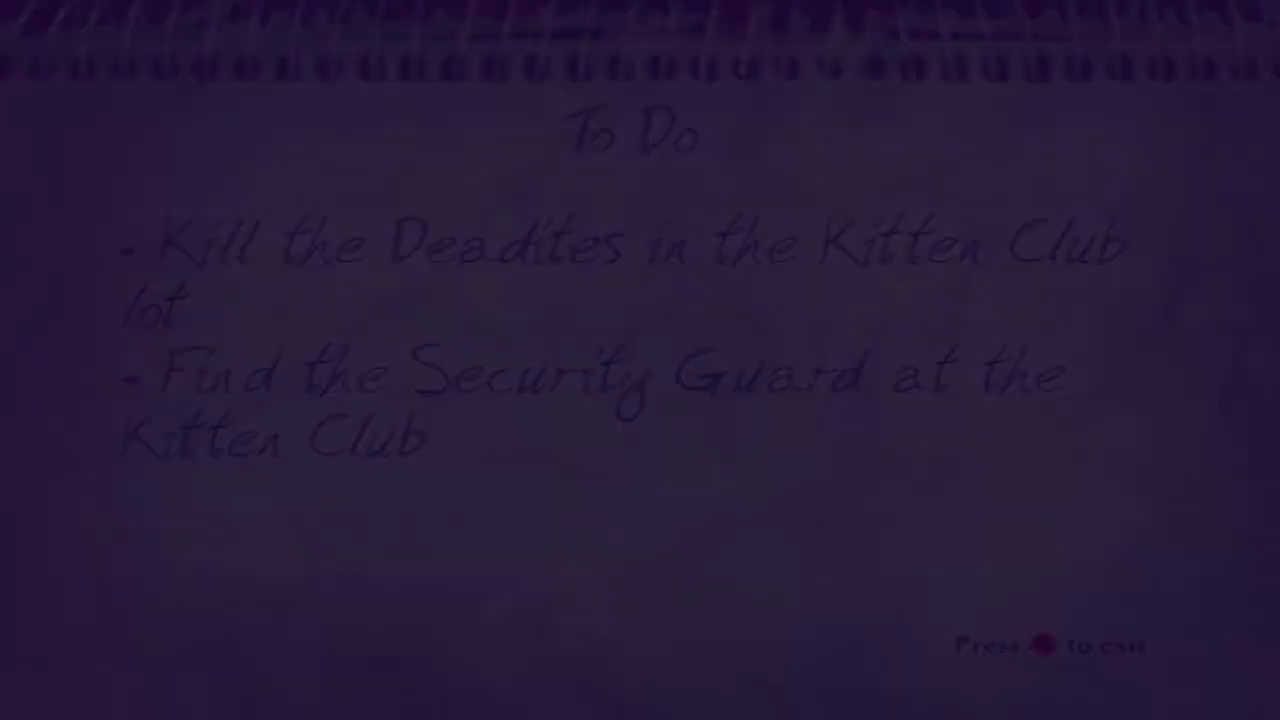 To Do
- Kill the Deadites in the Kitten Club
lot
- Find the Security Guard at the
Kitten Club
Press to exit